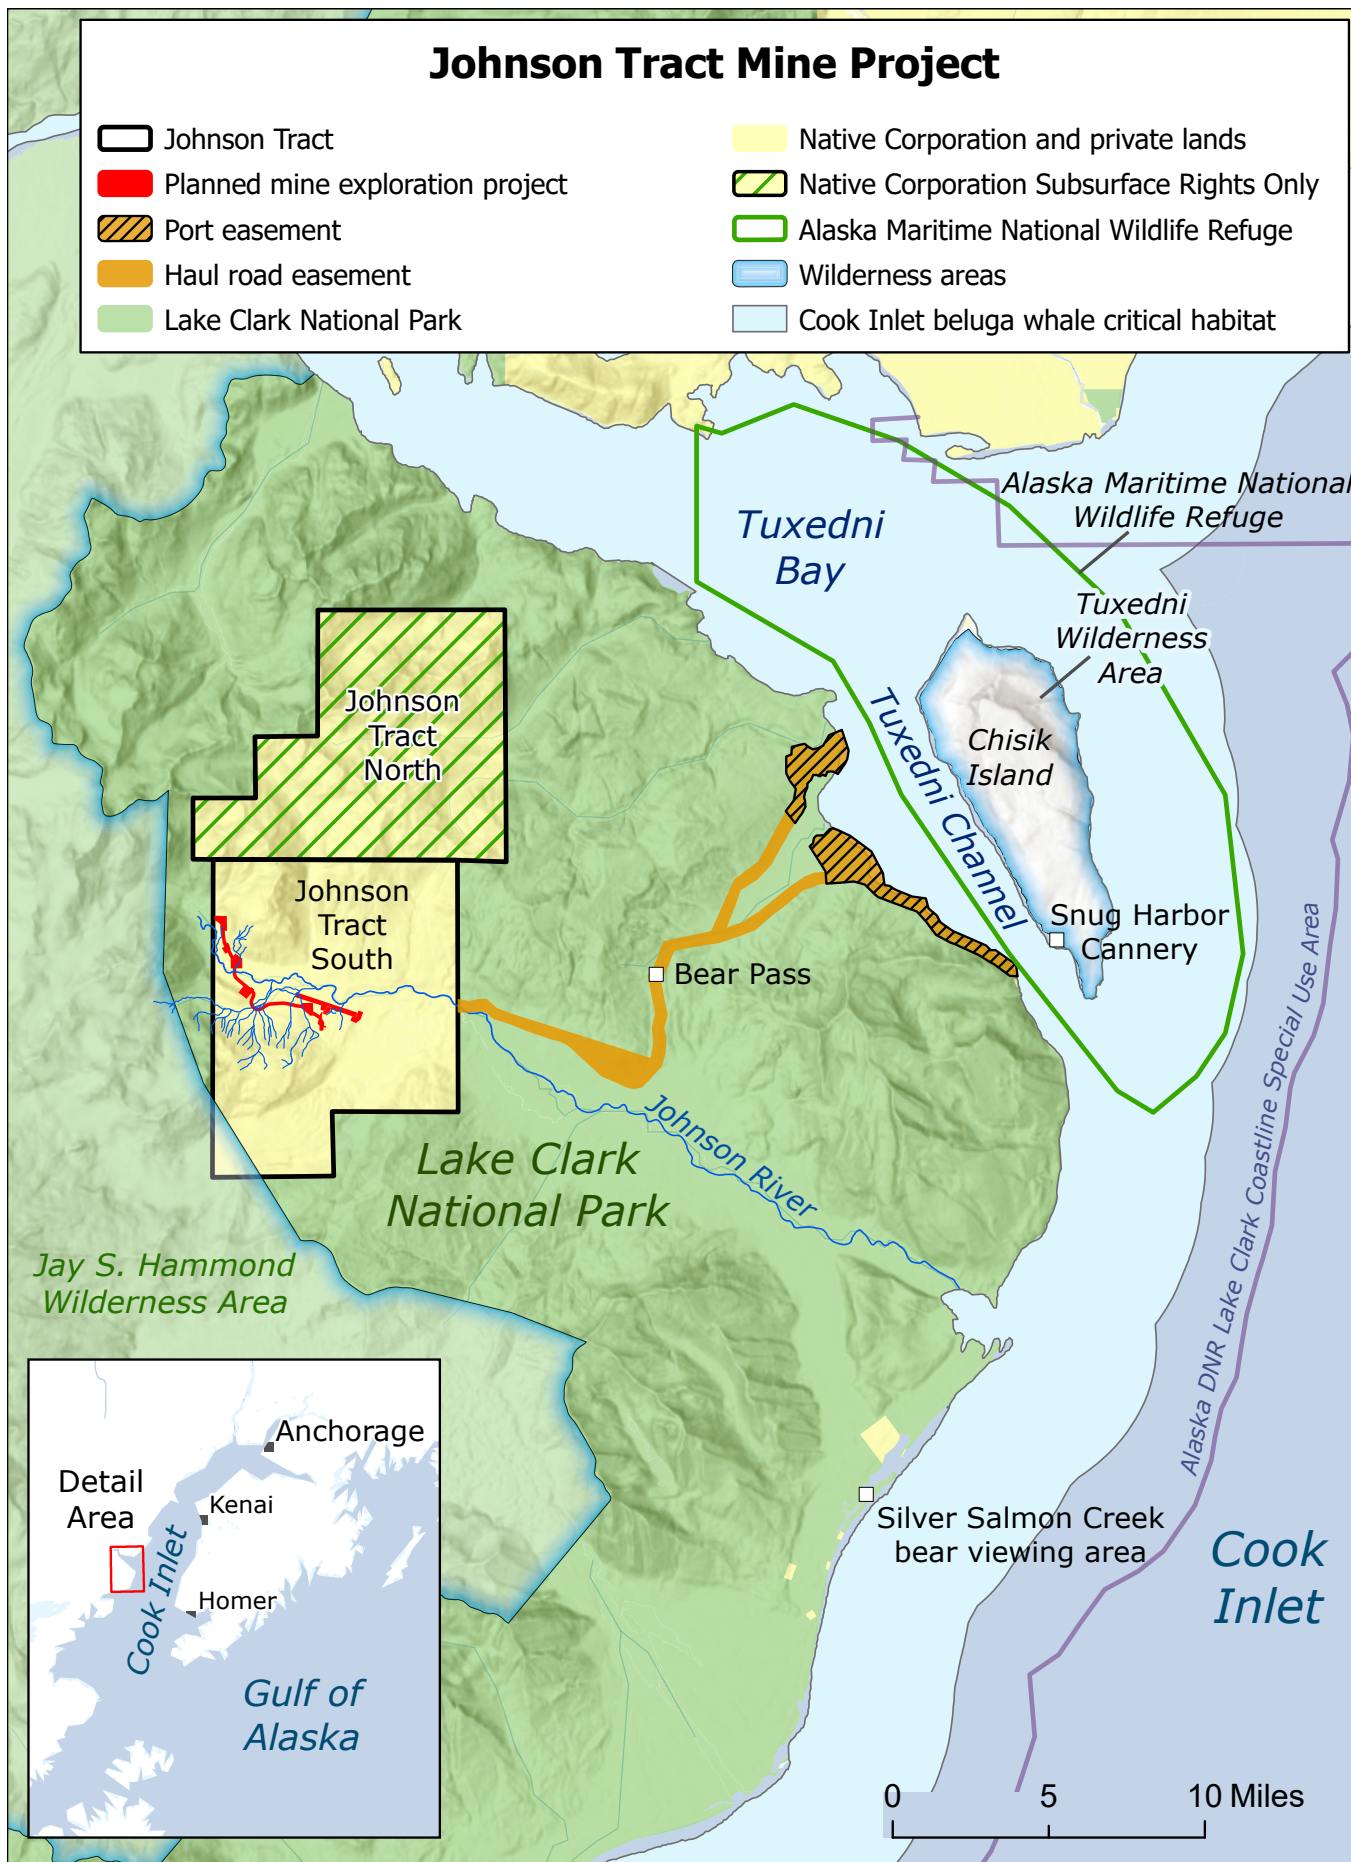 Johnson Tract Mine Project
Johnson Tract
Planned mine exploration project
Port easement
Haul road easement
Lake Clark National Park
Native Corporation and private lands
Native Corporation Subsurface Rights Only
Alaska Maritime National Wildlife Refuge
Wilderness areas
Cook Inlet beluga whale critical habitat
Alaska Maritime National
Wildlife Refuge
Tuxedni
Bay
Tuxedni
Wilderness
Area
Johnson
Tract
North
Tuxedni Channel
Chisik
Island
Johnson
Tract
South
Snug Harbor
Cannery
Bear Pass
Alaska DNR Lake Clark Coastline Special Use Area
Johnson River
Lake Clark
National Park
Jay S. Hammond
Wilderness Area
Anchorage
Detail
Area
Kenai
Cook Inlet
Homer
Gulf of
Alaska
Silver Salmon Creek
bear viewing area
Cook
Inlet
0 5 10 Miles